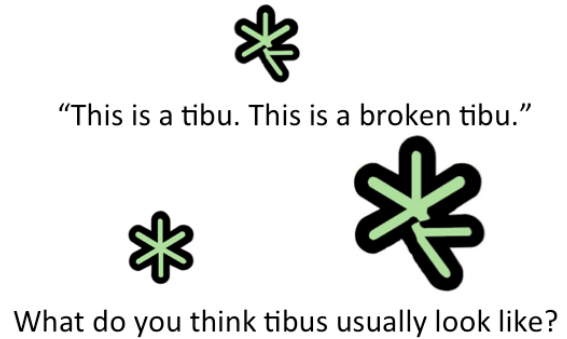 “This is a tibu. This is a broken tibu.”
What do you think tibus usually look like?